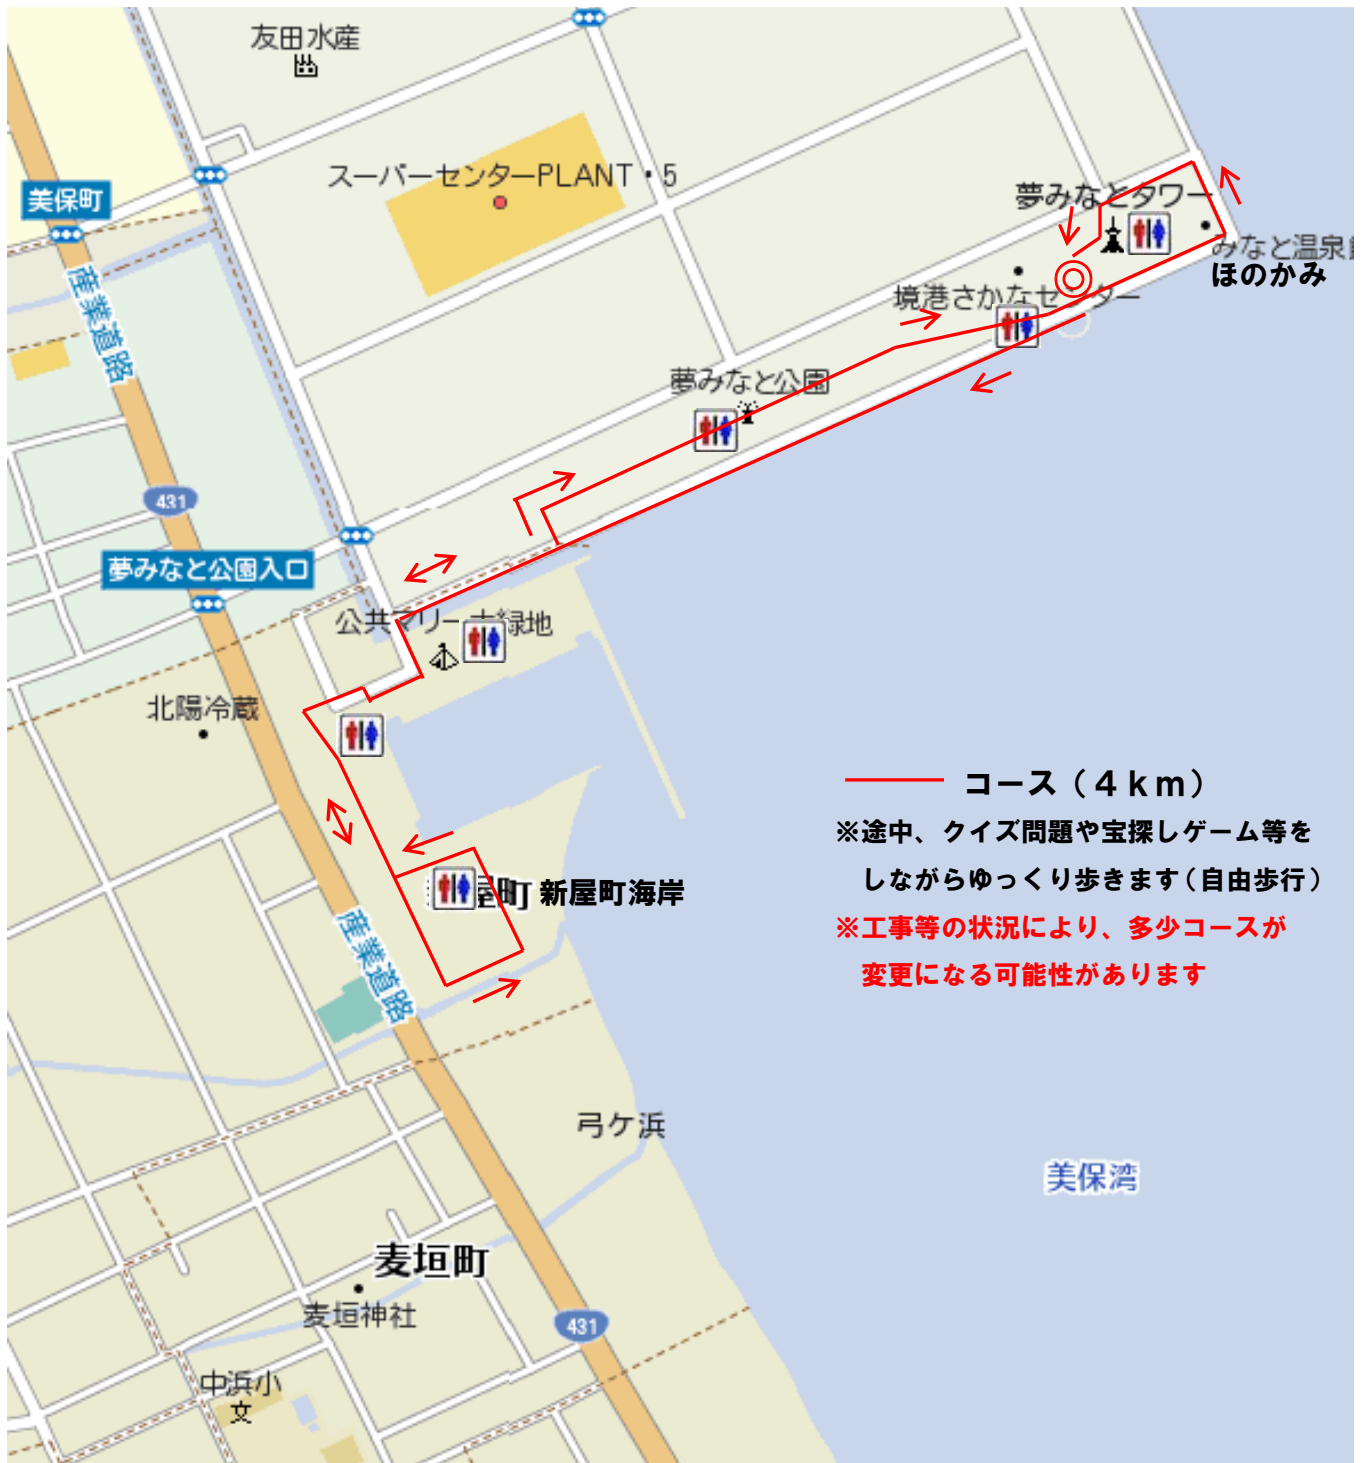 友田水産
スーパーセンターPLANT・5
美保町
夢みなとタワー
みなと温泉館
ほのかみ
産業道路
境港さかなセンター
夢みなと公園
431
夢みなと公園入口
公共マリーナ緑地
北陽冷蔵
コース(4km)
※途中、クイズ問題や宝探しゲーム等を
しながらゆっくり歩きます(自由歩行)
屋町 新屋町海岸
※工事等の状況により、多少コースが
変更になる可能性があります
産業道路
弓ケ浜
美保湾
麦垣町
麦垣神社
431
中浜小
文